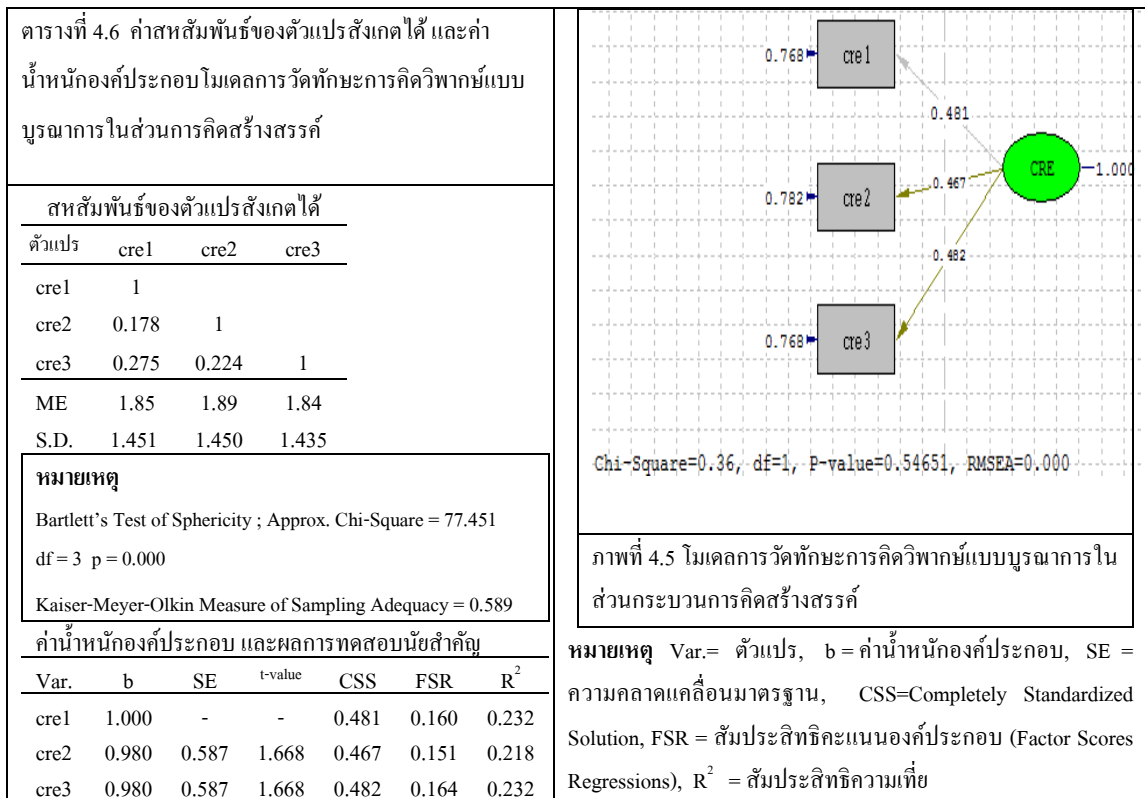 ตารางที่ 4.6 ค่าสหสัมพันธ์ของตัวแปรสังเกตได้ และค่า
น้ำหนักองค์ประกอบโมเดลการวัดทักษะการคิดวิพากษ์แบบ
บูรณาการในส่วนการคิดสร้างสรรค์
สหสัมพันธ์ของตัวแปรสังเกตได้
ตัวแปร cre1 cre2 cre3
cre1 1
cre2 0.178 1
cre3 0.275 0.224 1
ME 1.85 1.89 1.84
S.D. 1.451 1.450 1.435
หมายเหตุ
Bartlett's Test of Sphericity ; Approx. Chi-Square = 77.451
df = 3 p = 0.000
Kaiser-Meyer-Olkin Measure of Sampling Adequacy = 0.589
ค่าน้ำหนักองค์ประกอบ และผลการทดสอบนัยสำคัญ
Var. b SE t-value CSS FSR R²
cre1 1.000 - - 0.481 0.160 0.232
cre2 0.980 0.587 1.668 0.467 0.151 0.218
cre3 0.980 0.587 1.668 0.482 0.164 0.232
0.768 cre1
0.481
CRE 1.000
0.467
0.782 cre2
0.482
0.768 cre3
Chi-Square=0.36, df=1, P-value=0.54651, RMSEA=0.000
ภาพที่ 4.5 โมเดลการวัดทักษะการคิดวิพากษ์แบบบูรณาการใน
ส่วนกระบวนการคิดสร้างสรรค์
หมายเหตุ Var.= ตัวแปร, b = ค่าน้ำหนักองค์ประกอบ, SE =
ความคลาดแคลื่อนมาตรฐาน, CSS=Completely Standardized
Solution, FSR = สัมประสิทธิคะแนนองค์ประกอบ (Factor Scores
Regressions), R² = สัมประสิทธิความเที่ย